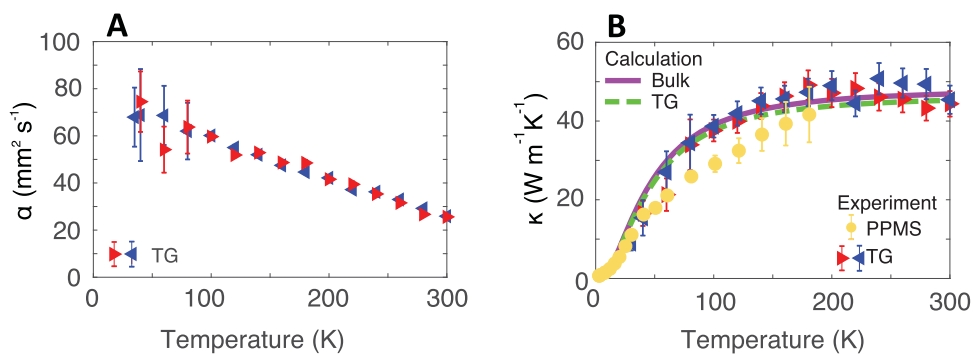 A
α (mm² s⁻¹)
100
80
60
40
20
0
TG
0
100
200
300
Temperature (K)
B
κ (W m⁻¹K⁻¹)
60
40
20
0
Calculation
Bulk
TG
Experiment
PPMS
TG
0
100
200
300
Temperature (K)